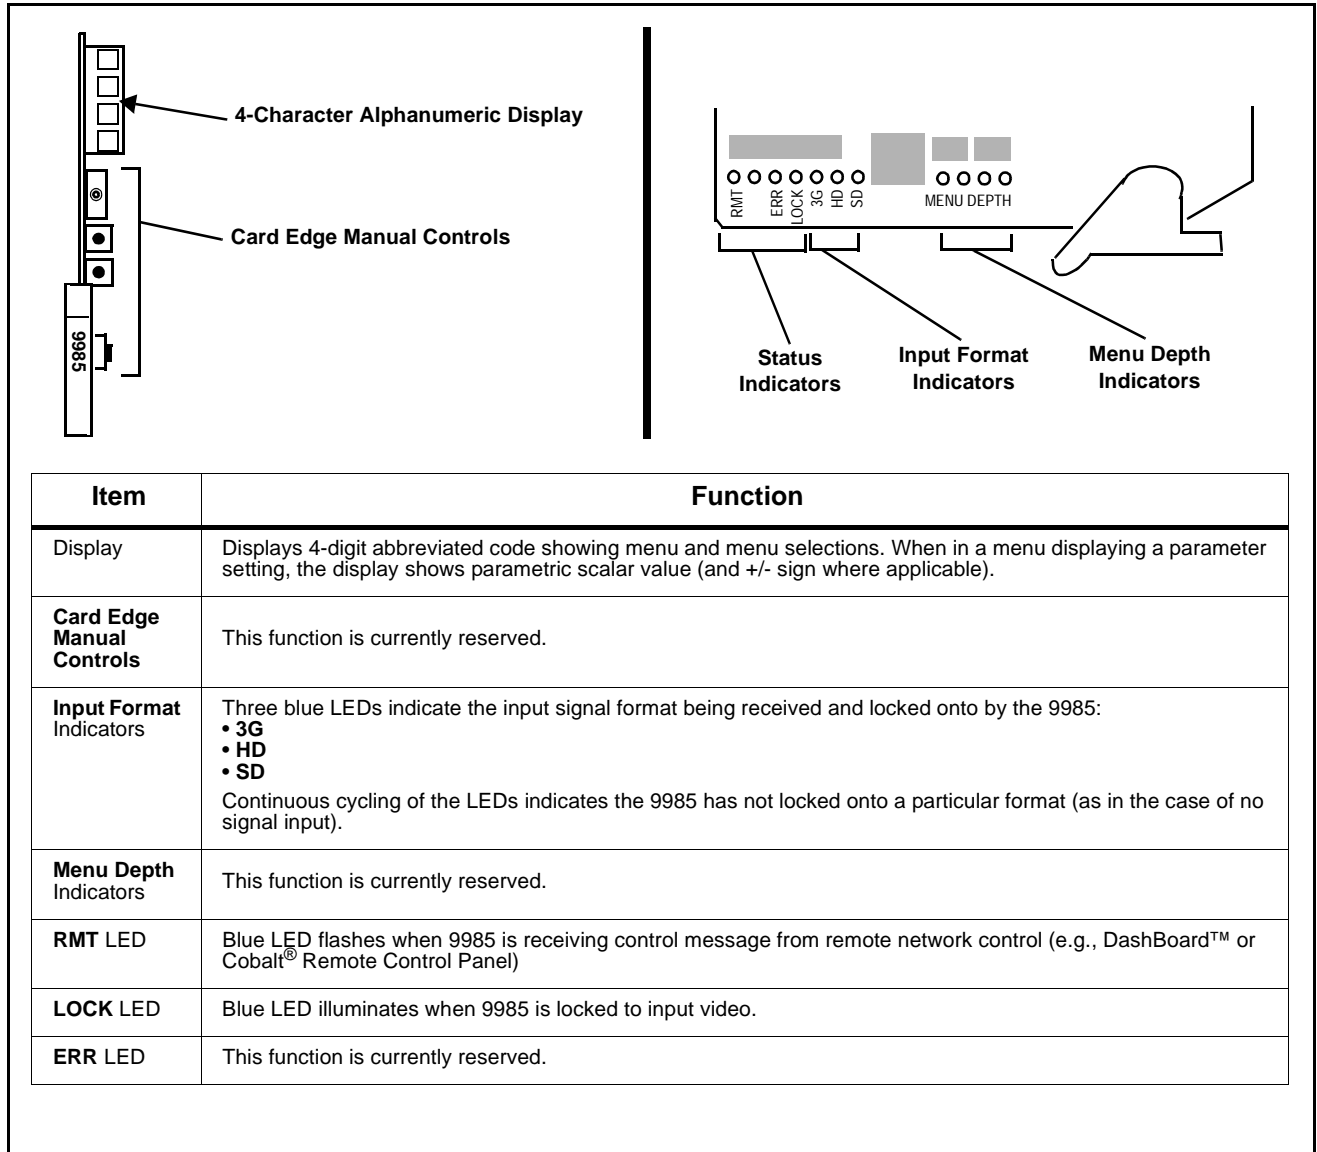 4-Character Alphanumeric Display
Card Edge Manual Controls
9985
RMT
ERR
LOCK
3G
HD
SD
MENU DEPTH
Status
Indicators
Input Format
Indicators
Menu Depth
Indicators
Item
Function
Display
Displays 4-digit abbreviated code showing menu and menu selections. When in a menu displaying a parameter
setting, the display shows parametric scalar value (and +/- sign where applicable).
Card Edge
Manual
Controls
This function is currently reserved.
Input Format
Indicators
Three blue LEDs indicate the input signal format being received and locked onto by the 9985:
• 3G
• HD
• SD
Continuous cycling of the LEDs indicates the 9985 has not locked onto a particular format (as in the case of no
signal input).
Menu Depth
Indicators
This function is currently reserved.
RMT LED
Blue LED flashes when 9985 is receiving control message from remote network control (e.g., DashBoard™ or
Cobalt® Remote Control Panel)
LOCK LED
Blue LED illuminates when 9985 is locked to input video.
ERR LED
This function is currently reserved.